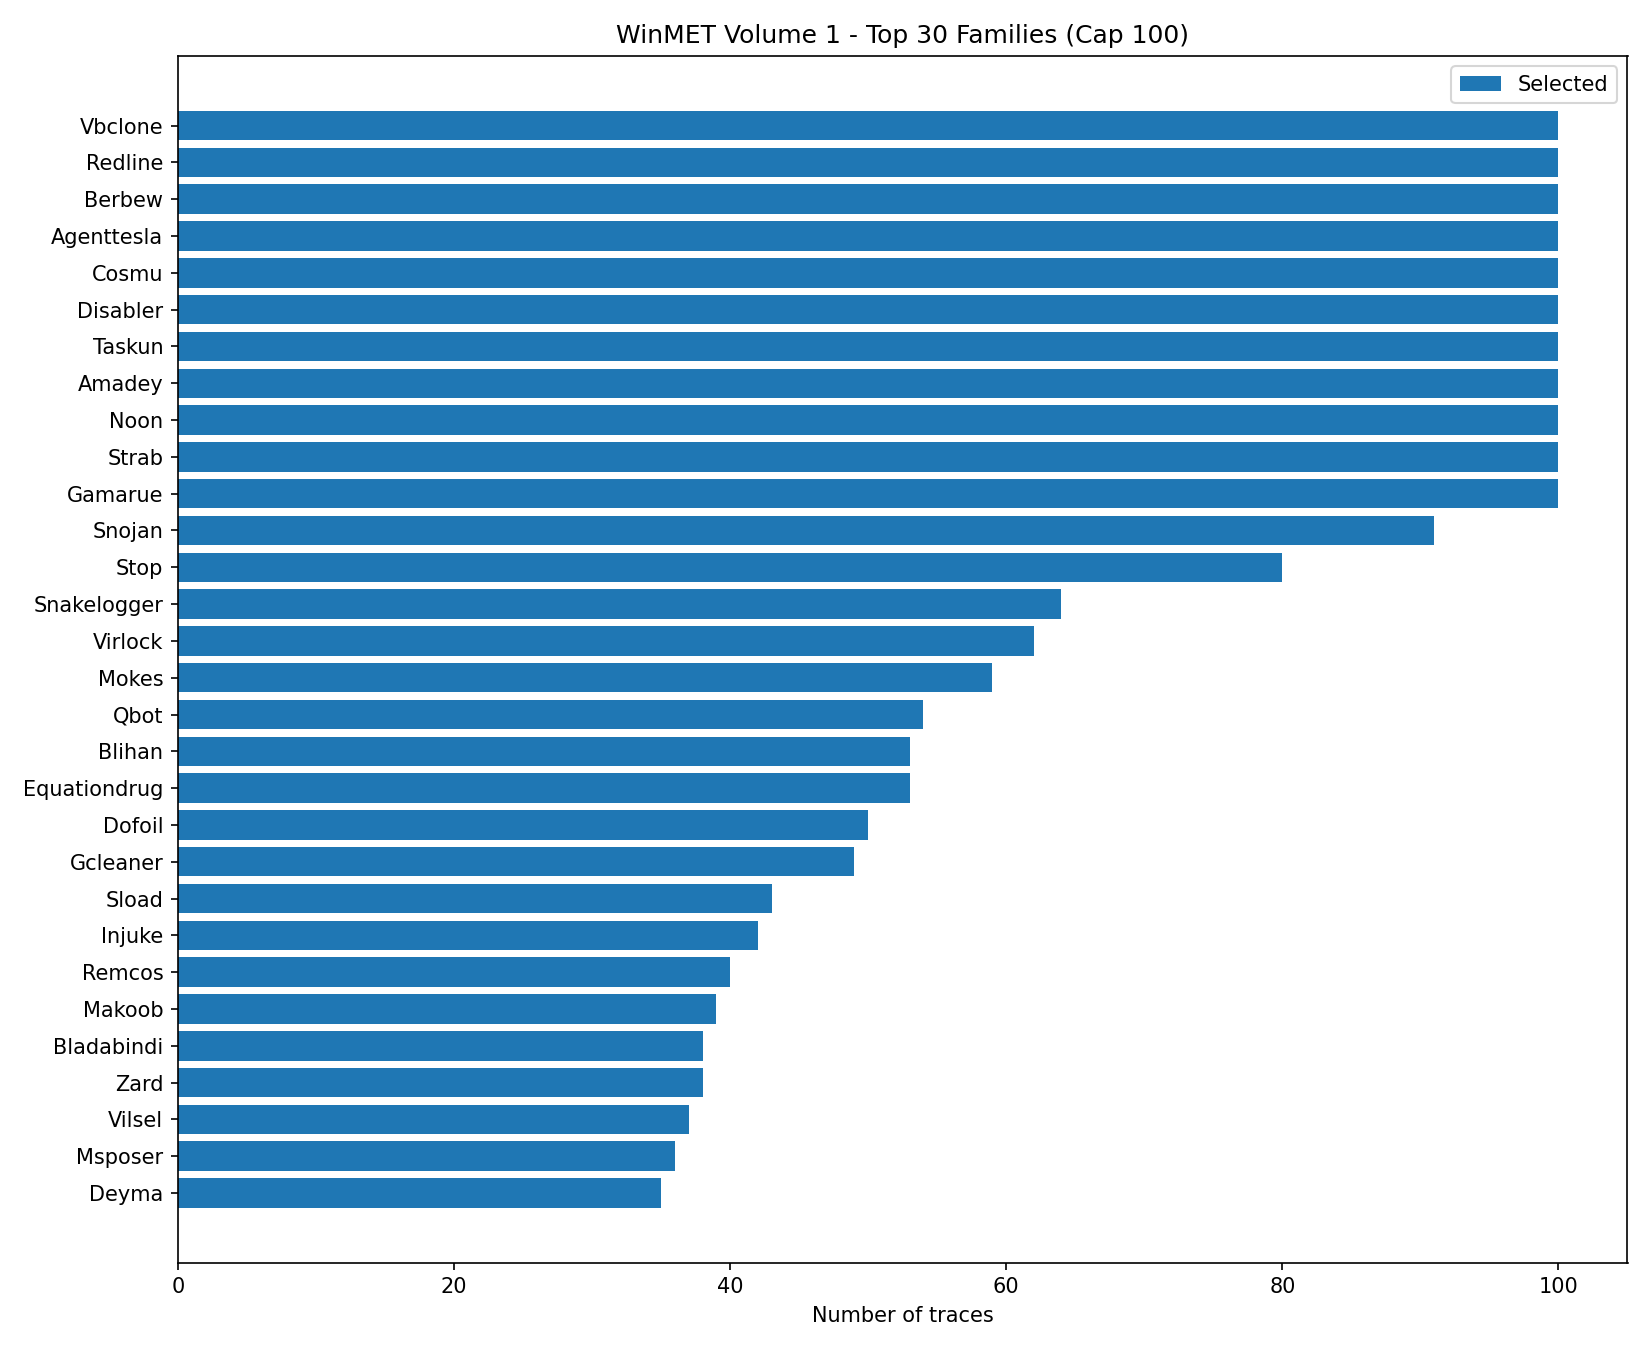 WinMET Volume 1 - Top 30 Families (Cap 100)
Selected
Vbclone
Redline
Berbew
Agenttesla
Cosmu
Disabler
Taskun
Amadey
Noon
Strab
Gamarue
Snojan
Stop
Snakelogger
Virlock
Mokes
Qbot
Blihan
Equationdrug
Dofoil
Gcleaner
Sload
Injuke
Remcos
Makoob
Bladabindi
Zard
Vilsel
Msposer
Deyma
0 20 40 60 80 100
Number of traces